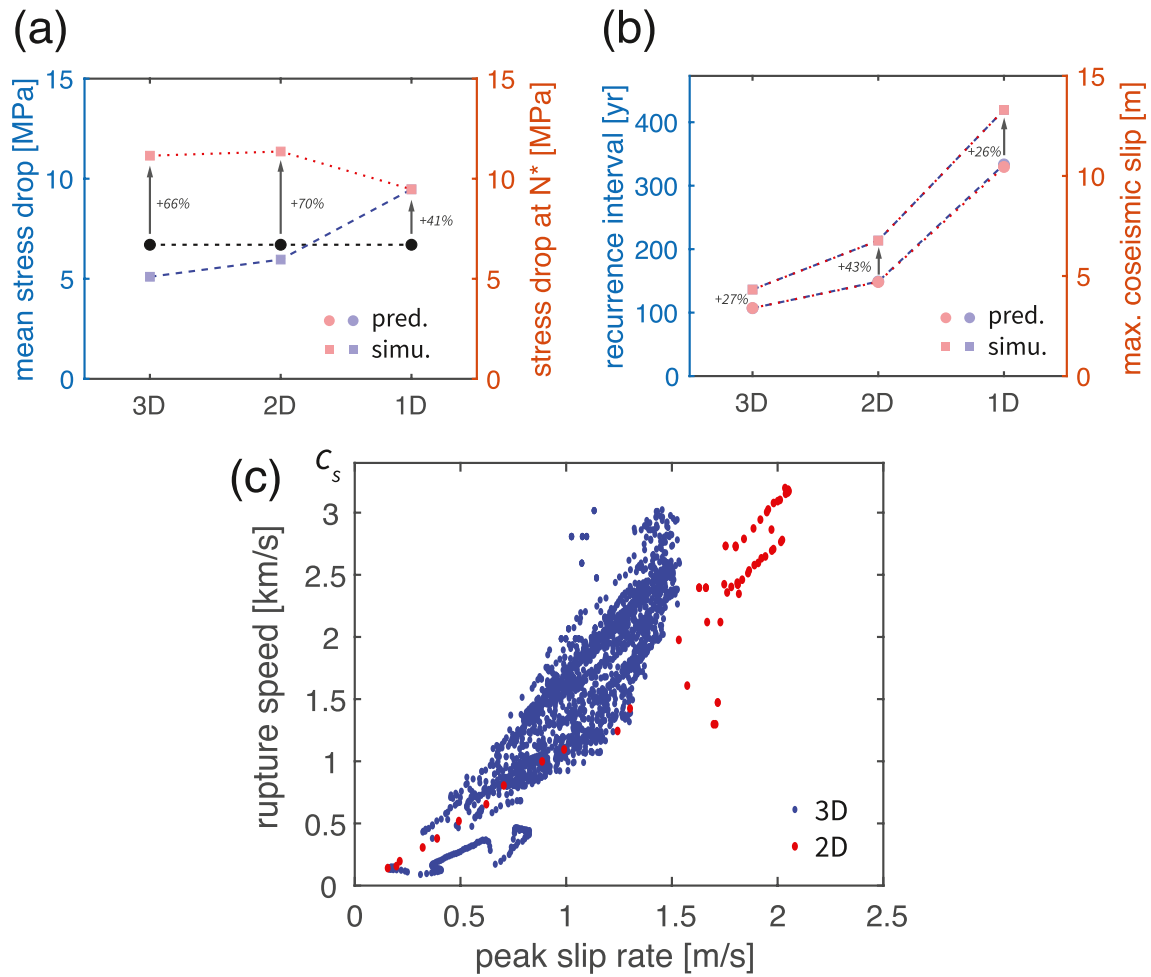 (a)
mean stress drop [MPa]
15
10
5
0
+66%
+70%
+41%
pred.
simu.
15
10
5
0
stress drop at N* [MPa]
3D
2D
1D
(b)
recurrence interval [yr]
400
300
200
100
0
+27%
+43%
+26%
pred.
simu.
15
10
5
0
max. coseismic slip [m]
3D
2D
1D
(c)
Cs
rupture speed [km/s]
3
2.5
2
1.5
1
0.5
0
3D
2D
0
0.5
1
1.5
2
2.5
peak slip rate [m/s]